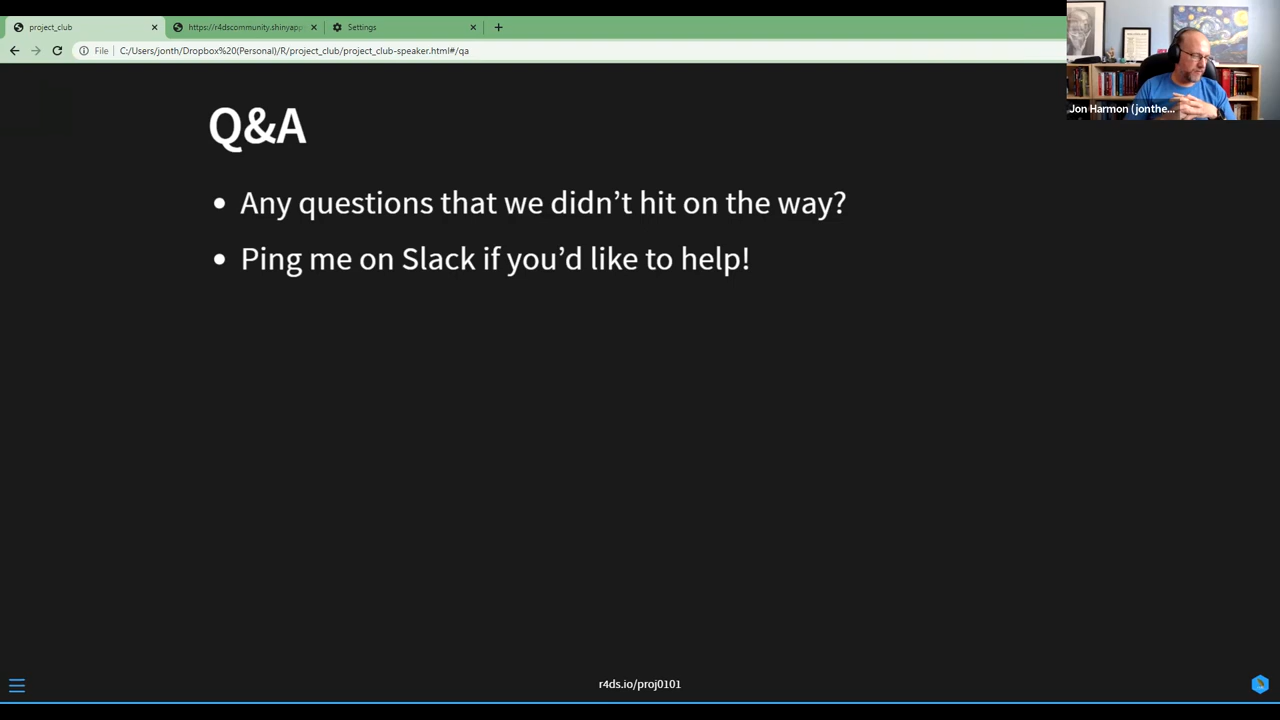 project_club
https://r4dscommunity.shinyapp
Settings
File
C:/Users/jonth/Dropbox%20(Personal)/R/project_club/project_club-speaker.html#/qa
Jon Harmon (jonthe...
Q&A
• Any questions that we didn't hit on the way?
• Ping me on Slack if you'd like to help!
r4ds.io/proj0101